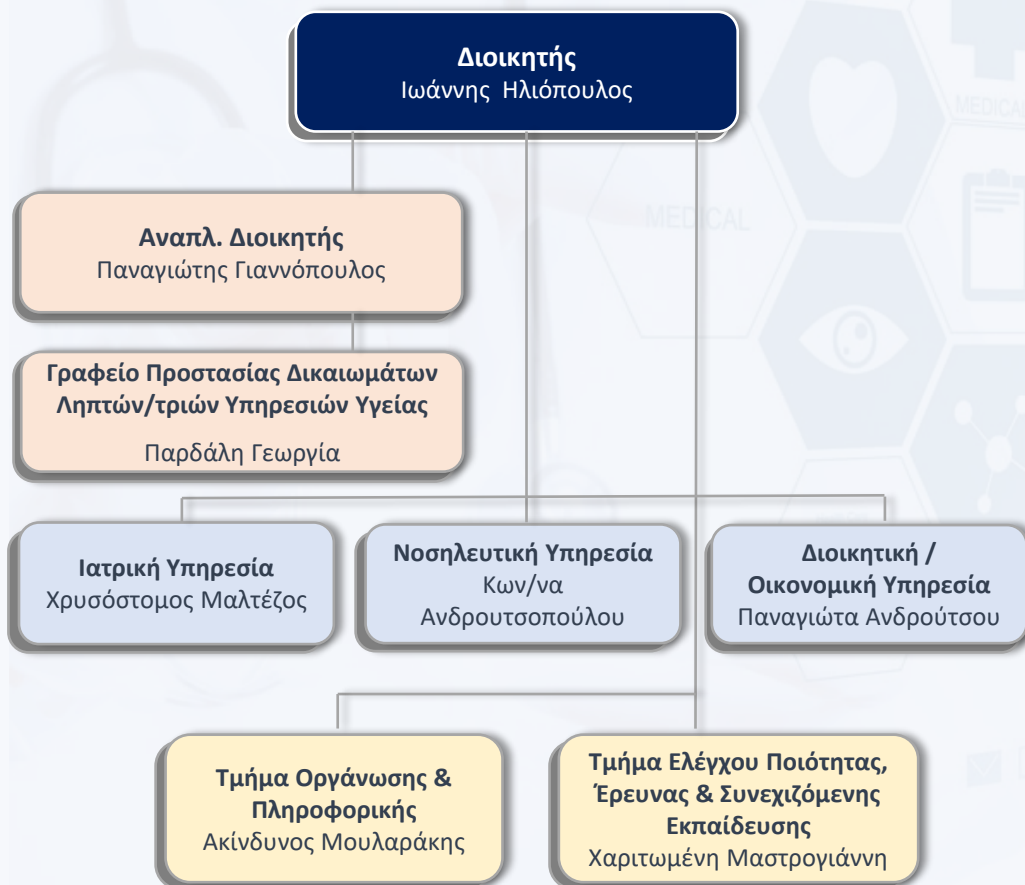 Διοικητής
Ιωάννης Ηλιόπουλος
MEDICAL
MEDICAL
Αναπλ. Διοικητής
Παναγιώτης Γιαννόπουλος
Γραφείο Προστασίας Δικαιωμάτων
Ληπτών/τριών Υπηρεσιών Υγείας
Παρδάλη Γεωργία
Ιατρική Υπηρεσία
Χρυσόστομος Μαλτέζος
Νοσηλευτική Υπηρεσία
Κων/να
Ανδρουτσοπούλου
Διοικητική /
Οικονομική Υπηρεσία
Παναγιώτα Ανδρούτσου
Τμήμα Οργάνωσης &
Πληροφορικής
Ακίνδυνος Μουλαράκης
Τμήμα Ελέγχου Ποιότητας,
Έρευνας & Συνεχιζόμενης
Εκπαίδευσης
Χαριτωμένη Μαστρογιάννη